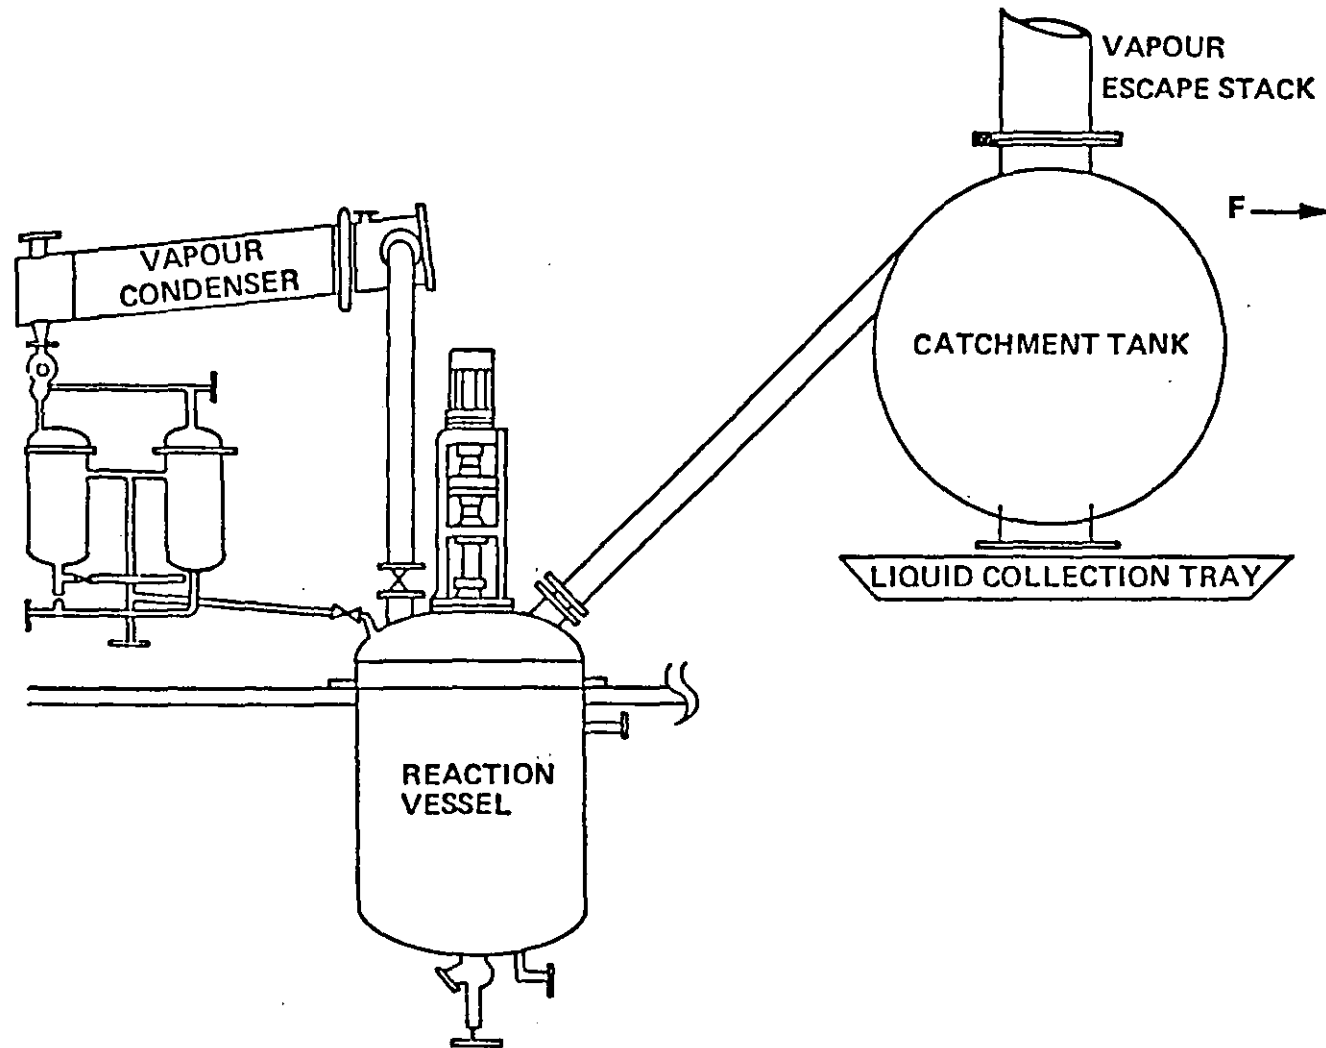 VAPOUR
ESCAPE STACK
F
VAPOUR
CONDENSER
CATCHMENT TANK
LIQUID COLLECTION TRAY
REACTION
VESSEL